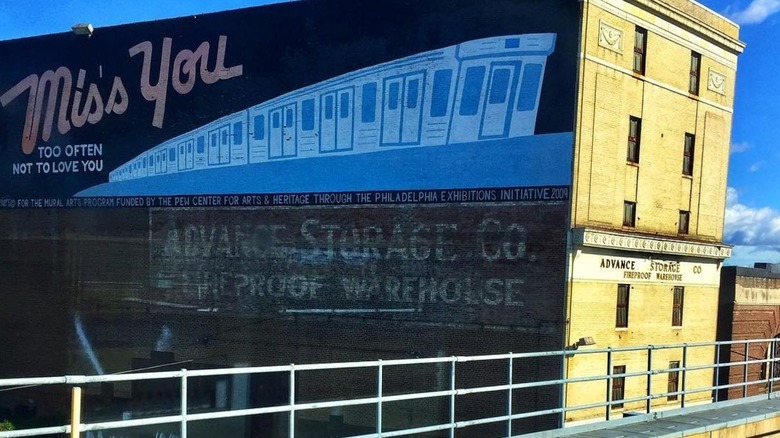 Miss You
TOO OFTEN
NOT TO LOVE YOU
FOR THE MURAL ARTS PROGRAM FUNDED BY THE PEW CENTER FOR ARTS & HERITAGE THROUGH THE PHILADELPHIA EXHIBITIONS INITIATIVE 2009
ADVANCE STORAGE CO.
PROOF WAREHOUSE
ADVANCE STORAGE CO
FIREPROOF WAREHOUSE